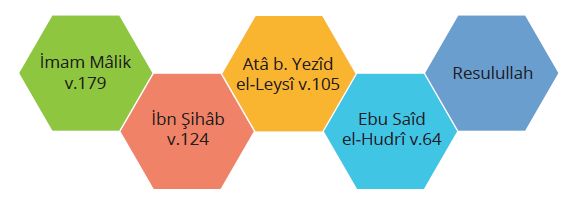 İmam Mâlik
v.179
İbn Şihâb
v.124
Atâ b. Yezîd
el-Leysî v.105
Ebu Saîd
el-Hudrî v.64
Resulullah